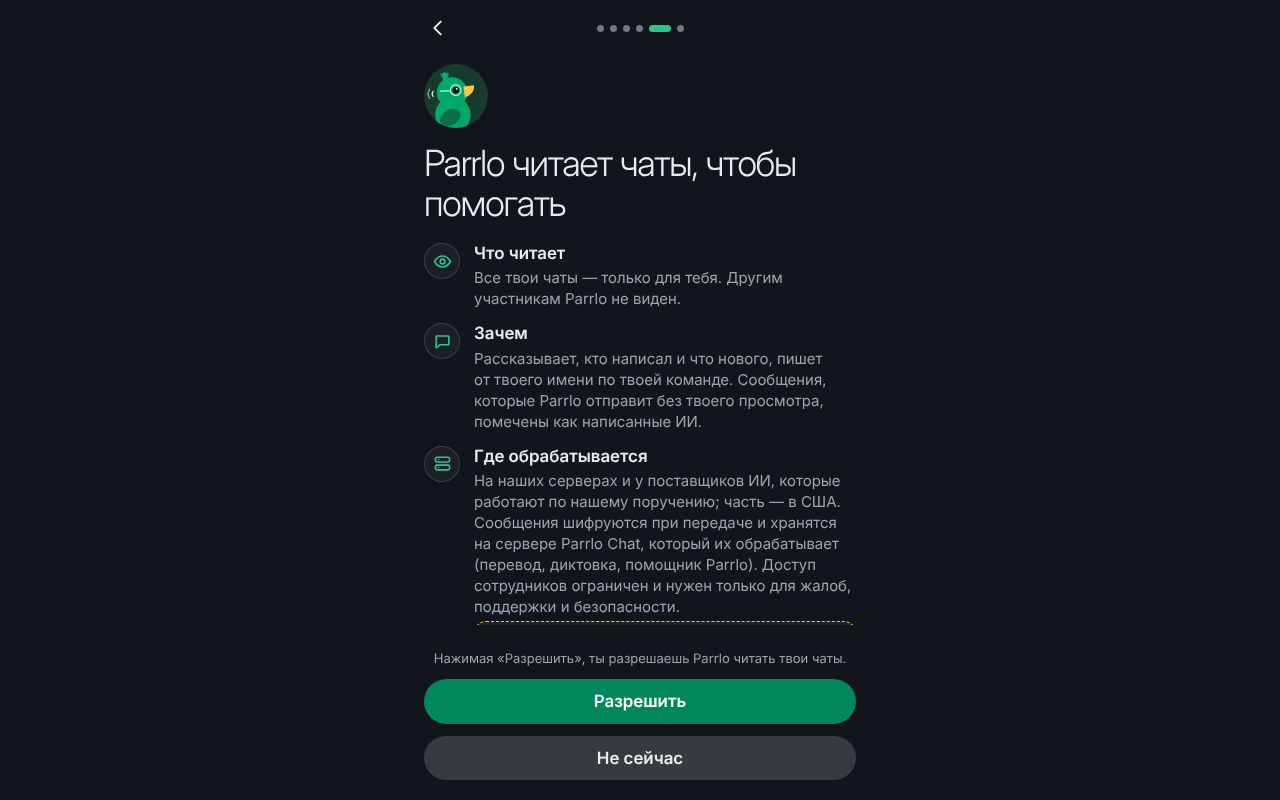 Parrlo читает чаты, чтобы
помогать
Что читает
Все твои чаты — только для тебя. Другим
участникам Parrlo не виден.
Зачем
Рассказывает, кто написал и что нового, пишет
от твоего имени по твоей команде. Сообщения,
которые Parrlo отправит без твоего просмотра,
помечены как написанные ИИ.
Где обрабатывается
На наших серверах и у поставщиков ИИ, которые
работают по нашему поручению; часть — в США.
Сообщения шифруются при передаче и хранятся
на сервере Parrlo Chat, который их обрабатывает
(перевод, диктовка, помощник Parrlo). Доступ
сотрудников ограничен и нужен только для жалоб,
поддержки и безопасности.
Нажимая «Разрешить», ты разрешаешь Parrlo читать твои чаты.
Разрешить
Не сейчас